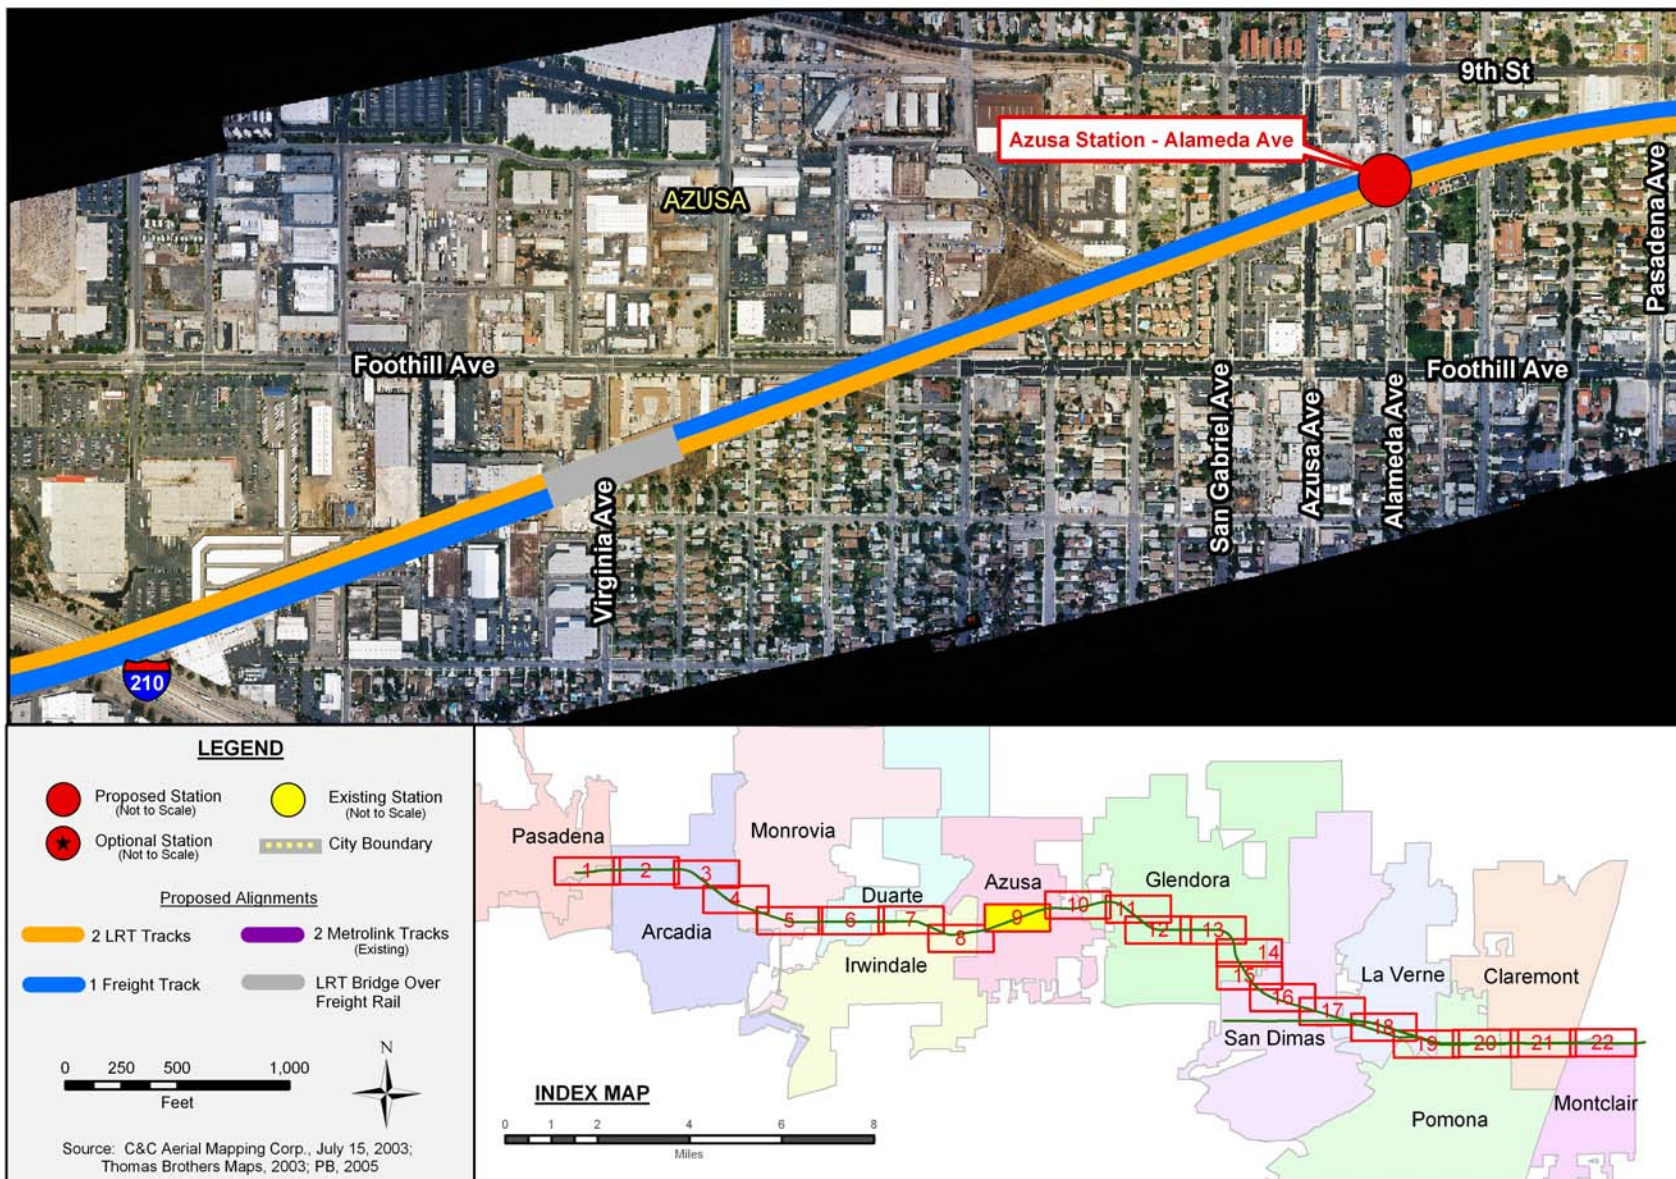 9th St
Azusa Station - Alameda Ave
AZUSA
Pasadena Ave
Foothill Ave
Foothill Ave
San Gabriel Ave
Azusa Ave
Alameda Ave
Virginia Ave
210
LEGEND
Proposed Station
(Not to Scale)
Existing Station
(Not to Scale)
Optional Station
(Not to Scale)
City Boundary
Proposed Alignments
2 LRT Tracks
2 Metrolink Tracks
(Existing)
1 Freight Track
LRT Bridge Over
Freight Rail
0 250 500 1,000
Feet
N
Source: C&C Aerial Mapping Corp., July 15, 2003;
Thomas Brothers Maps, 2003; PB, 2005
Pasadena
Monrovia
Arcadia
Duarte
Irwindale
Azusa
Glendora
San Dimas
La Verne
Claremont
Pomona
Montclair
1 2 3 4 5 6 7 8 9 10 11 12 13 14 15 16 17 18 19 20 21 22
INDEX MAP
0 1 2 4 6 8
Miles